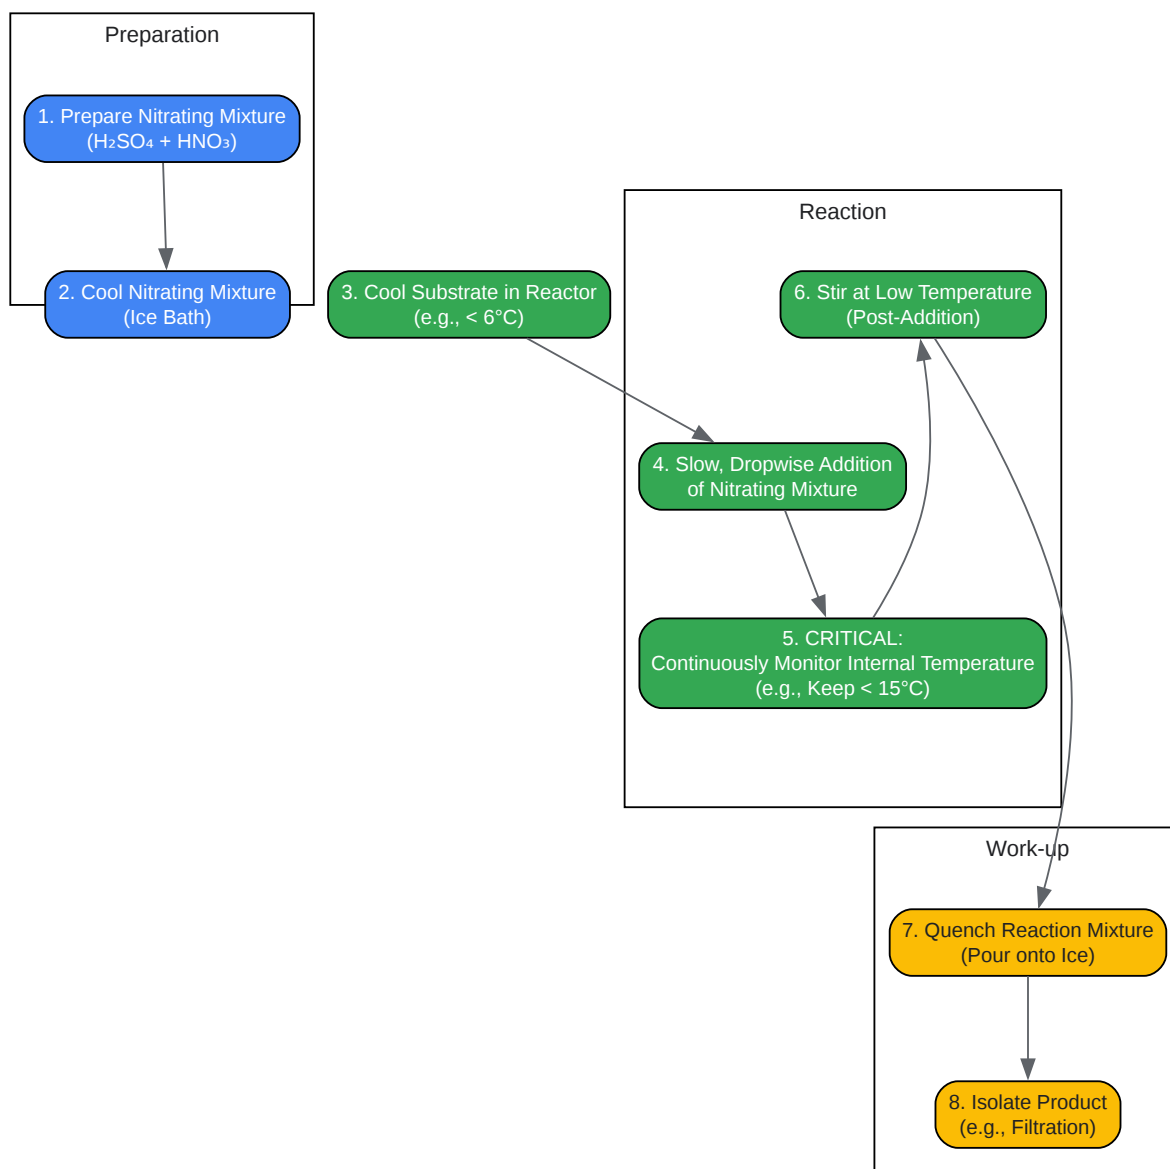 Preparation
1. Prepare Nitrating Mixture
(H₂SO₄ + HNO₃)
2. Cool Nitrating Mixture
(Ice Bath)
3. Cool Substrate in Reactor
(e.g., < 6°C)
Reaction
6. Stir at Low Temperature
(Post-Addition)
4. Slow, Dropwise Addition
of Nitrating Mixture
5. CRITICAL:
Continuously Monitor Internal Temperature
(e.g., Keep < 15°C)
Work-up
7. Quench Reaction Mixture
(Pour onto Ice)
8. Isolate Product
(e.g., Filtration)